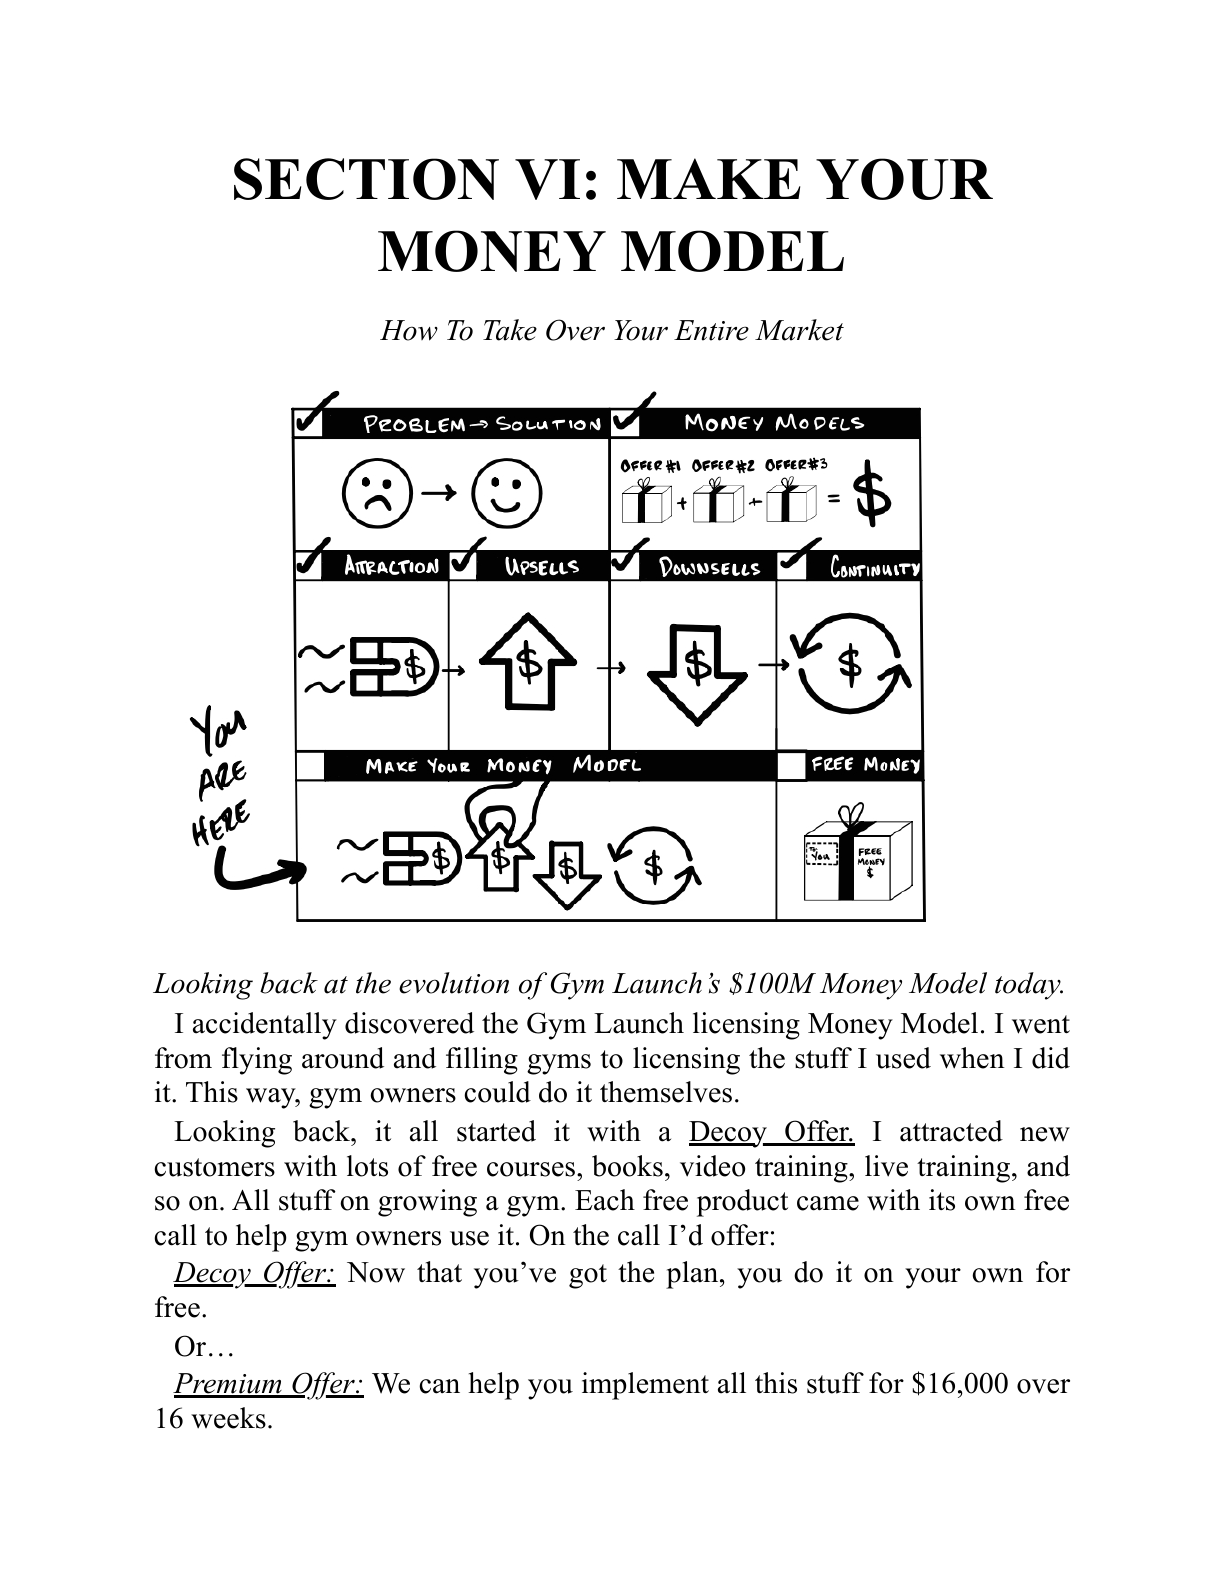 SECTION VI: MAKE YOUR
MONEY MODEL
How To Take Over Your Entire Market
PROBLEM → SOLUTION
MONEY MODELS
OFFER #1 OFFER #2 OFFER #3
+ + = $
ATTRACTION
UPSELLS
DOWNSELLS
CONTINUITY
$
$
$
$
YOU
ARE
HERE
MAKE YOUR MONEY MODEL
FREE MONEY
$
$
$
$
TO:
YOU
FREE
MONEY
$
Looking back at the evolution of Gym Launch’s $100M Money Model today.
I accidentally discovered the Gym Launch licensing Money Model. I went
from flying around and filling gyms to licensing the stuff I used when I did
it. This way, gym owners could do it themselves.
Looking back, it all started it with a Decoy Offer. I attracted new
customers with lots of free courses, books, video training, live training, and
so on. All stuff on growing a gym. Each free product came with its own free
call to help gym owners use it. On the call I’d offer:
Decoy Offer: Now that you’ve got the plan, you do it on your own for
free.
Or…
Premium Offer: We can help you implement all this stuff for $16,000 over
16 weeks.